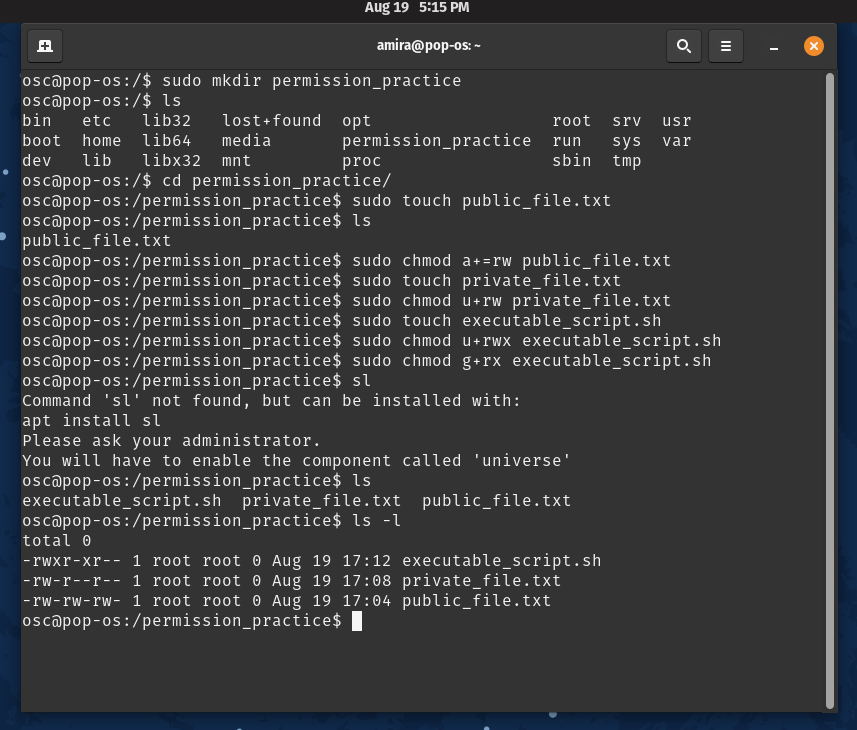 Aug 19 5:15 PM
amira@pop-os: ~
osc@pop-os:/$ sudo mkdir permission_practice
osc@pop-os:/$ ls
bin   etc   lib32   lost+found  opt                  root  srv  usr
boot  home  lib64   media       permission_practice  run   sys  var
dev   lib   libx32  mnt         proc                 sbin  tmp
osc@pop-os:/$ cd permission_practice/
osc@pop-os:/permission_practice$ sudo touch public_file.txt
osc@pop-os:/permission_practice$ ls
public_file.txt
osc@pop-os:/permission_practice$ sudo chmod a+=rw public_file.txt
osc@pop-os:/permission_practice$ sudo touch private_file.txt
osc@pop-os:/permission_practice$ sudo chmod u+rw private_file.txt
osc@pop-os:/permission_practice$ sudo touch executable_script.sh
osc@pop-os:/permission_practice$ sudo chmod u+rwx executable_script.sh
osc@pop-os:/permission_practice$ sudo chmod g+rx executable_script.sh
osc@pop-os:/permission_practice$ sl
Command 'sl' not found, but can be installed with:
apt install sl
Please ask your administrator.
You will have to enable the component called 'universe'
osc@pop-os:/permission_practice$ ls
executable_script.sh  private_file.txt  public_file.txt
osc@pop-os:/permission_practice$ ls -l
total 0
-rwxr-xr-- 1 root root 0 Aug 19 17:12 executable_script.sh
-rw-r--r-- 1 root root 0 Aug 19 17:08 private_file.txt
-rw-rw-rw- 1 root root 0 Aug 19 17:04 public_file.txt
osc@pop-os:/permission_practice$